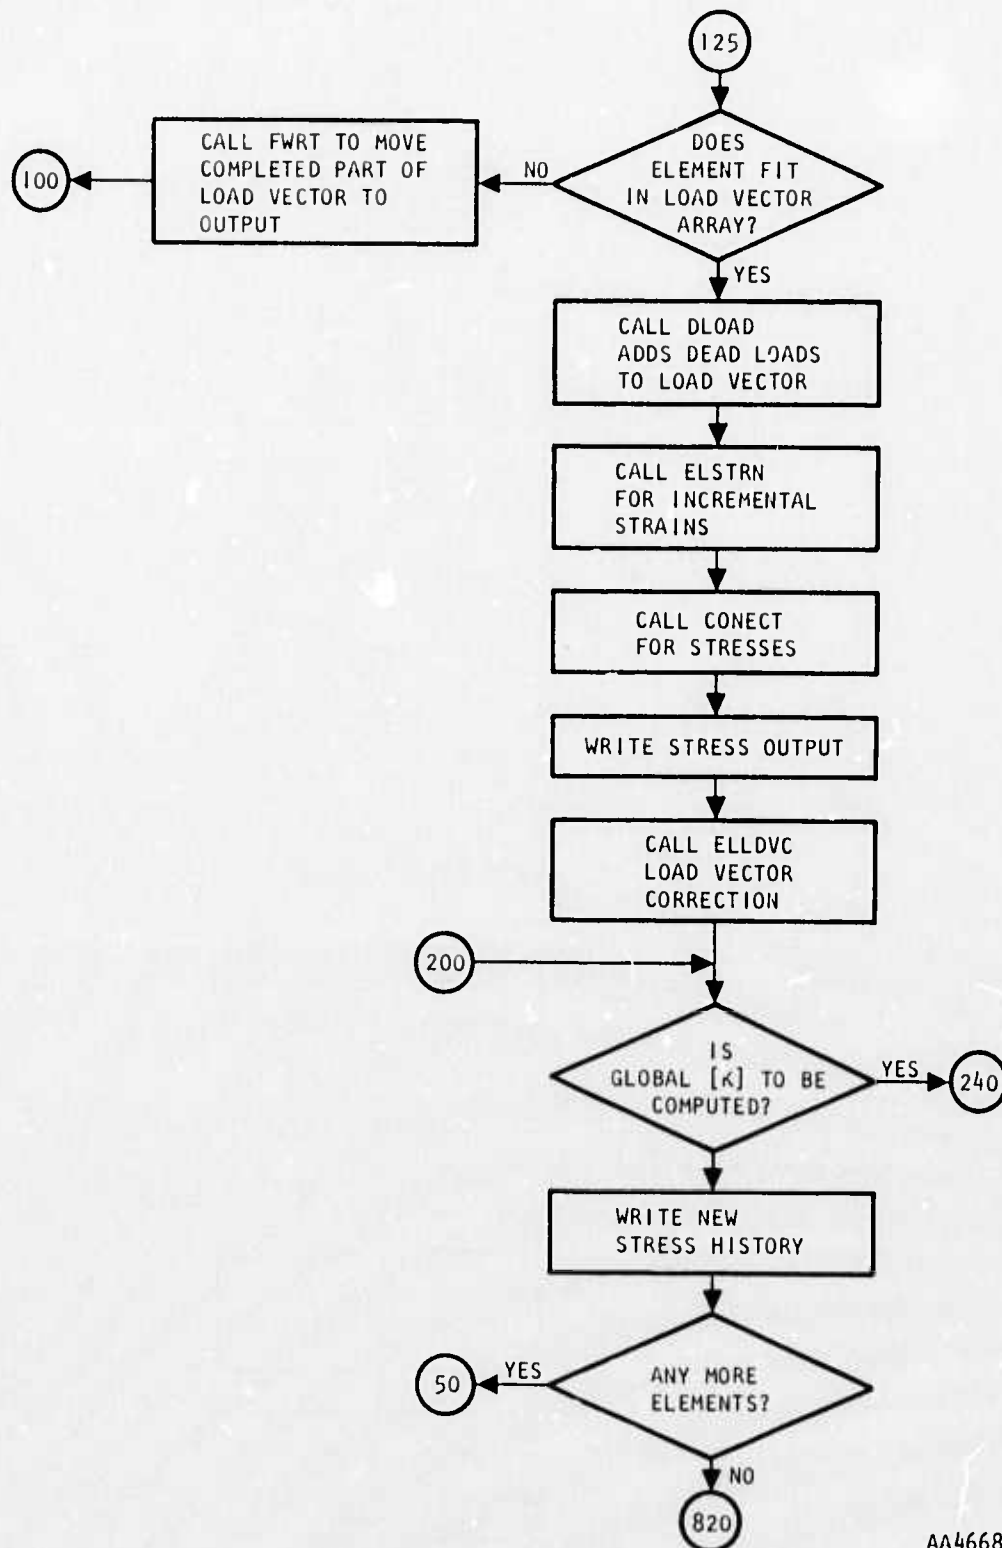 125
DOES
ELEMENT FIT
IN LOAD VECTOR
ARRAY?
NO
CALL FWRT TO MOVE
COMPLETED PART OF
LOAD VECTOR TO
OUTPUT
100
YES
CALL DLOAD
ADDS DEAD LOADS
TO LOAD VECTOR
CALL ELSTRN
FOR INCREMENTAL
STRAINS
CALL CONECT
FOR STRESSES
WRITE STRESS OUTPUT
CALL ELLDVC
LOAD VECTOR
CORRECTION
200
IS
GLOBAL [K] TO BE
COMPUTED?
YES
240
WRITE NEW
STRESS HISTORY
ANY MORE
ELEMENTS?
YES
50
NO
820
AA4668